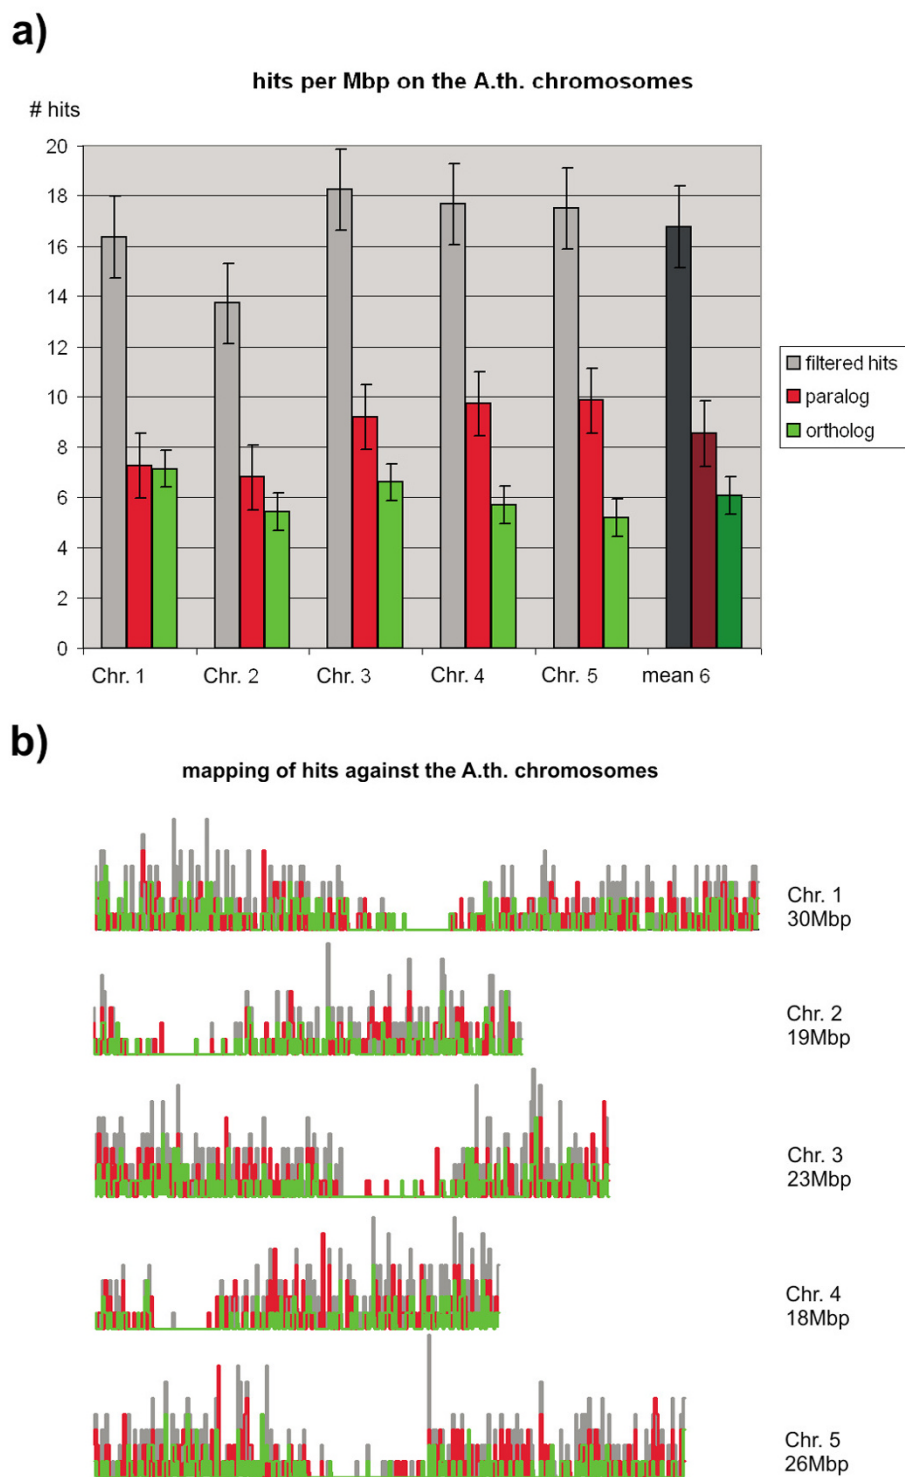 a)
hits per Mbp on the A.th. chromosomes
# hits
20
18
16
14
12
10
8
6
4
2
0
Chr. 1 Chr. 2 Chr. 3 Chr. 4 Chr. 5 mean 6
filtered hits
paralog
ortholog
b)
mapping of hits against the A.th. chromosomes
Chr. 1
30Mbp
Chr. 2
19Mbp
Chr. 3
23Mbp
Chr. 4
18Mbp
Chr. 5
26Mbp